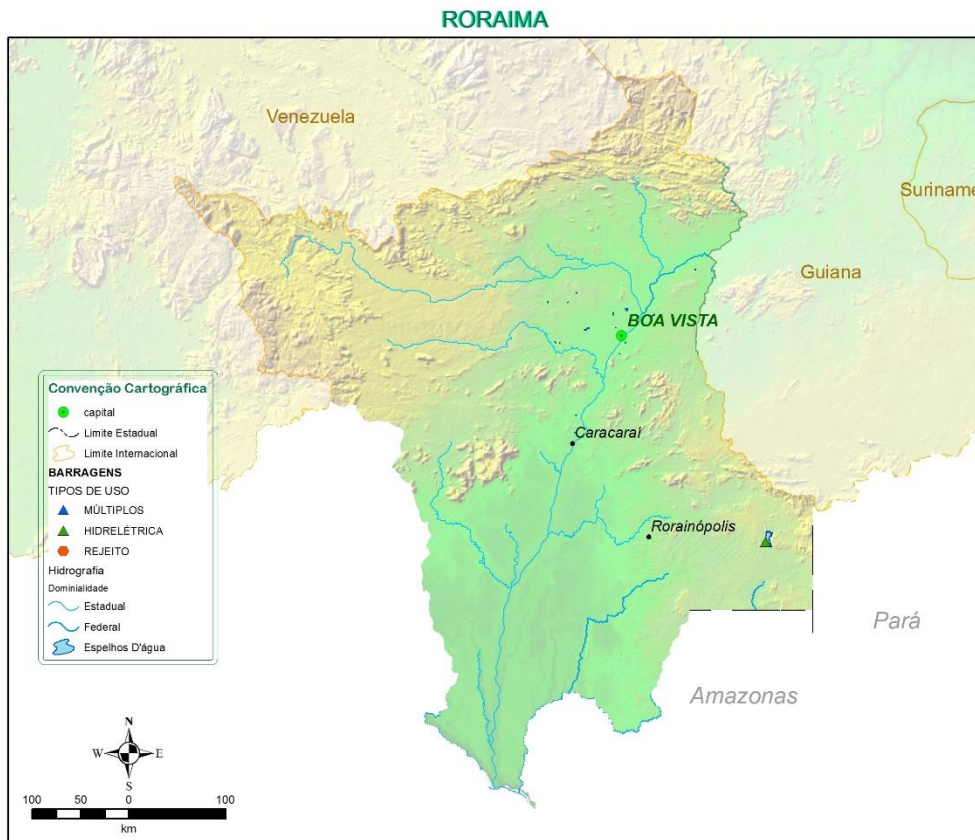 RORAIMA
Venezuela
Suriname
Guiana
BOA VISTA
Convenção Cartográfica
capital
Limite Estadual
Limite Internacional
BARRAGENS
TIPOS DE USO
MÚLTIPLOS
HIDRELÉTRICA
REJEITO
Hidrografia
Dominialidade
Estadual
Federal
Espelhos D'água
Caracaraí
Rorainópolis
Pará
Amazonas
N
W E
S
100 50 0 100
km